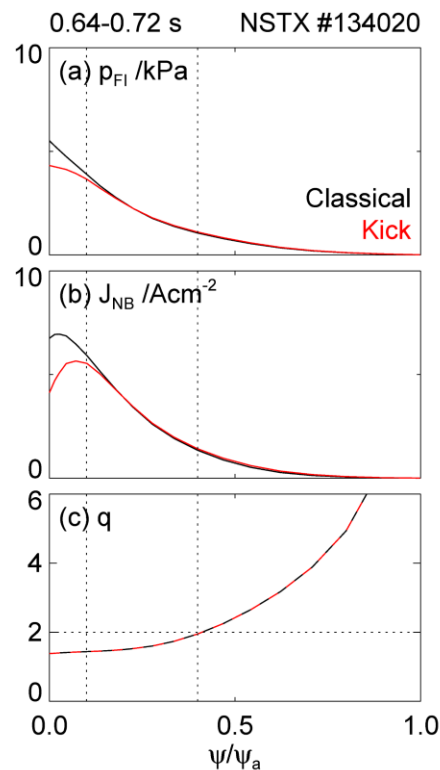 0.64-0.72 s NSTX #134020
10
(a) p_FI /kPa
Classical
Kick
0
10
(b) J_NB /Acm⁻²
0
6
(c) q
4
2
0
0.0 0.5 1.0
ψ/ψₐ